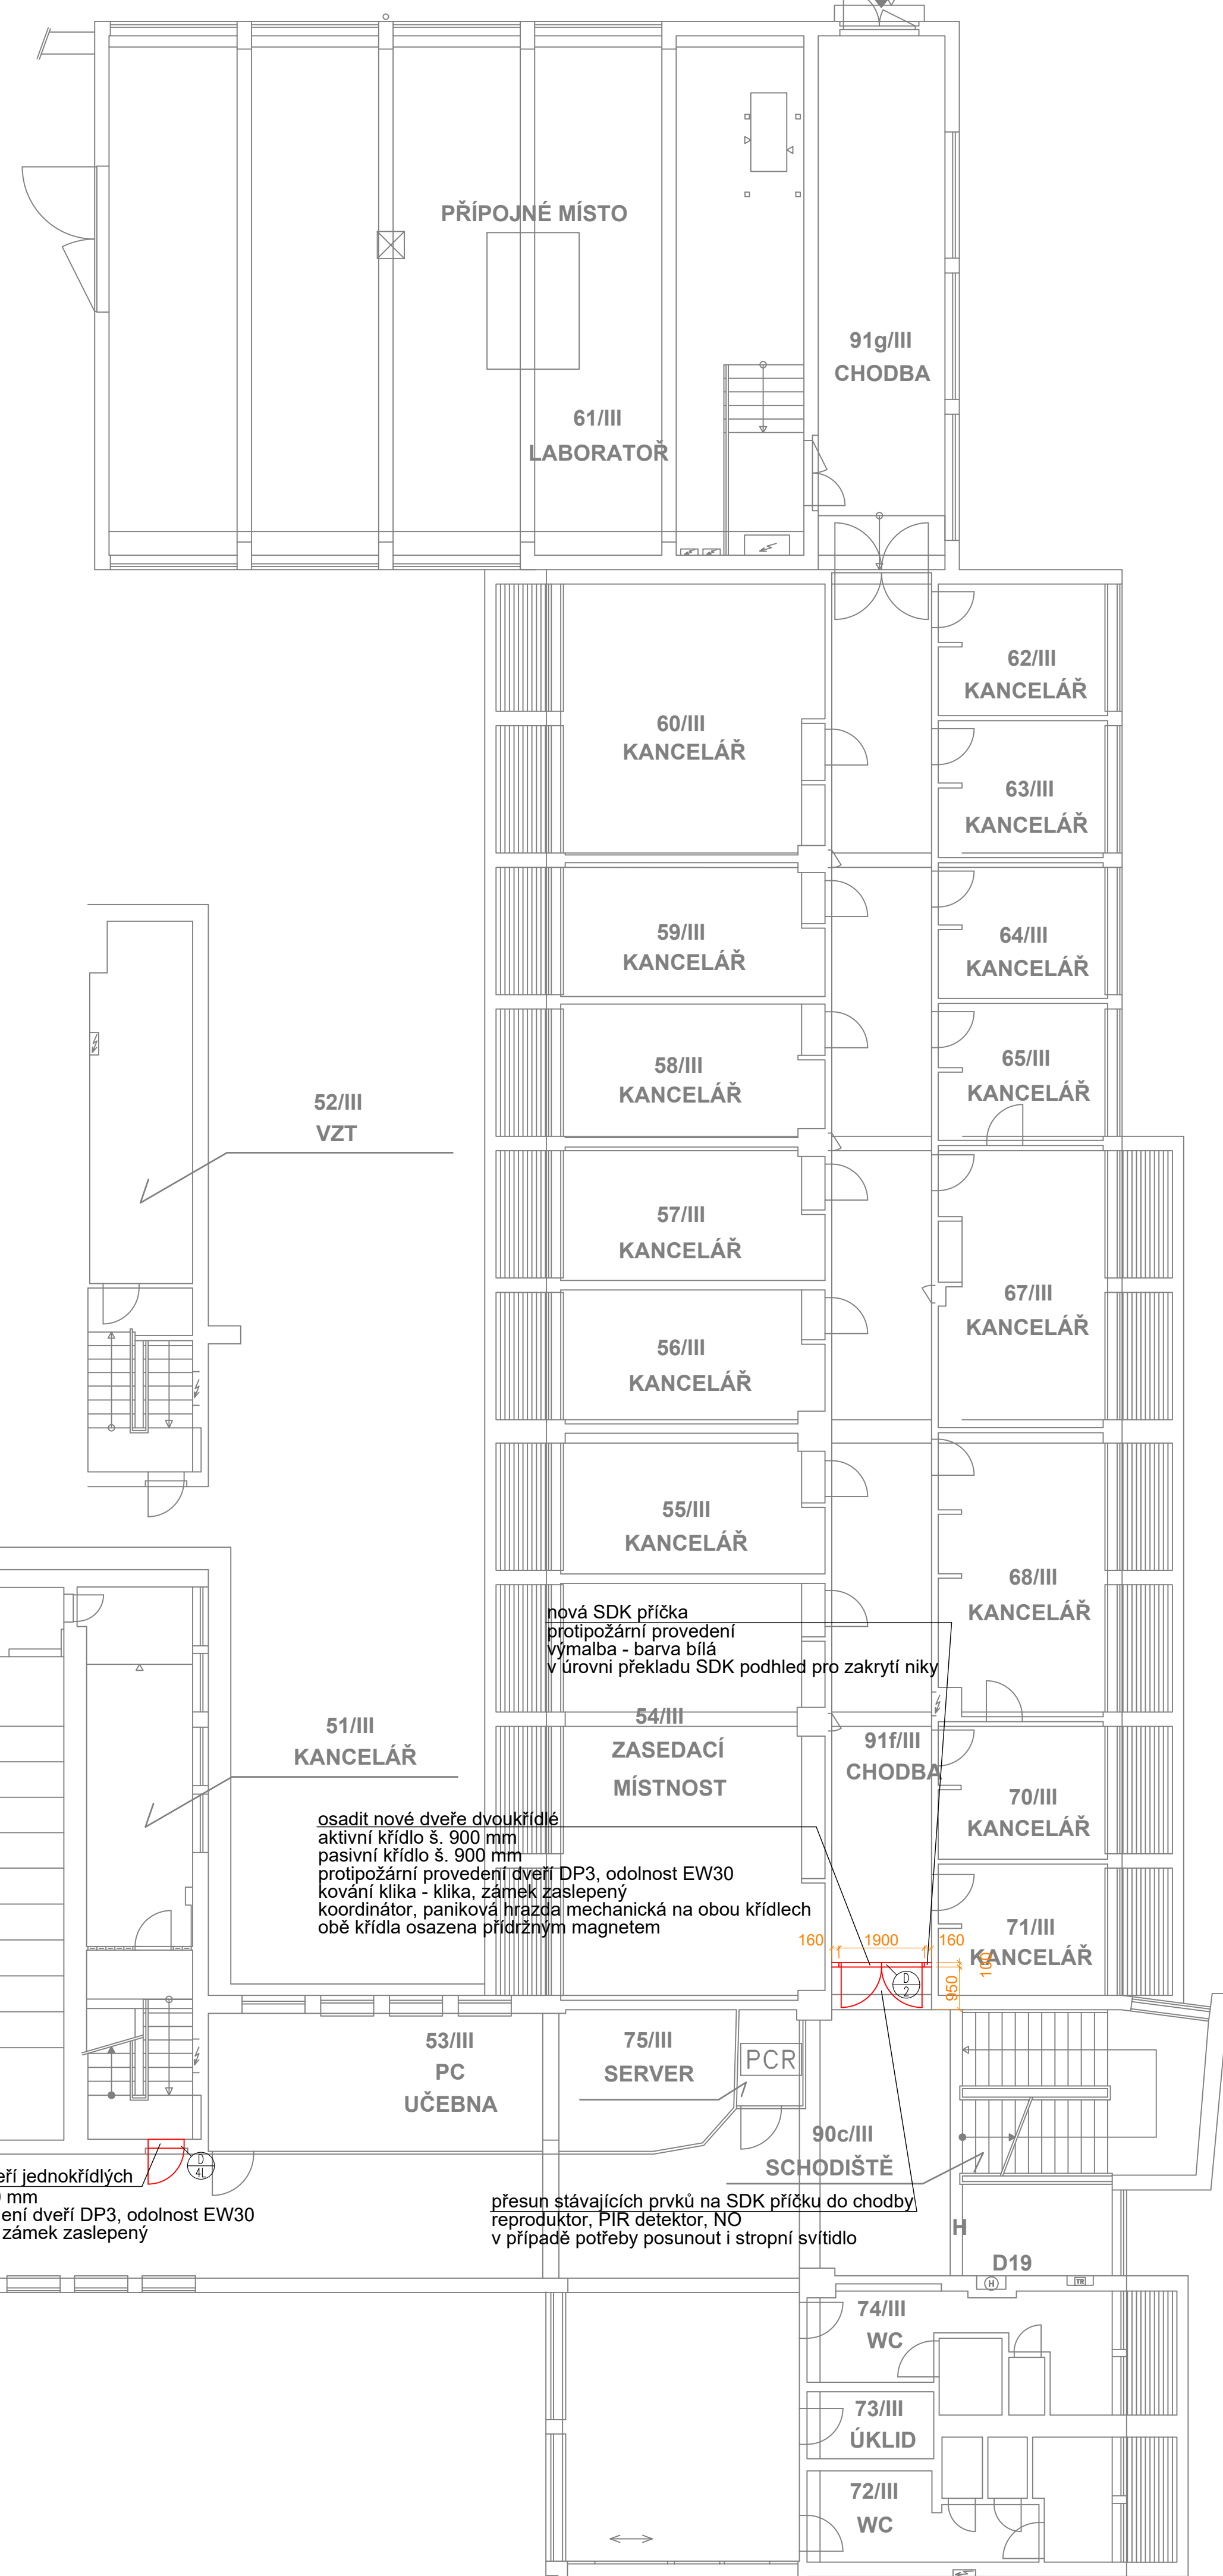 PŘÍPOJNÉ MÍSTO
91g/III
CHODBA
61/III
LABORATOŘ
62/III
KANCELÁŘ
60/III
KANCELÁŘ
63/III
KANCELÁŘ
59/III
KANCELÁŘ
64/III
KANCELÁŘ
58/III
KANCELÁŘ
65/III
KANCELÁŘ
52/III
VZT
57/III
KANCELÁŘ
67/III
KANCELÁŘ
56/III
KANCELÁŘ
55/III
KANCELÁŘ
68/III
KANCELÁŘ
nová SDK příčka
protipožární provedení
výmalba - barva bílá
v úrovni překladu SDK podhled pro zakrytí niky
51/III
KANCELÁŘ
54/III
ZASEDACÍ
MÍSTNOST
91f/III
CHODBA
70/III
KANCELÁŘ
osadit nové dveře dvoukřídlé
aktivní křídlo š. 900 mm
pasivní křídlo š. 900 mm
protipožární provedení dveří DP3, odolnost EW30
kování klika - klika, zámek zaslepený
koordinátor, paniková hrazda mechanická na obou křídlech
obě křídla osazena přídržným magnetem
71/III
KANCELÁŘ
160
1900
160
100
950
D
2
53/III
PC
UČEBNA
75/III
SERVER
PCR
90c/III
SCHODIŠTĚ
D
4L
eří jednokřídlých
mm
ení dveří DP3, odolnost EW30
zámek zaslepený
přesun stávajících prvků na SDK příčku do chodby
reproduktor, PIR detektor, NO
v případě potřeby posunout i stropní svítidlo
H
D19
H
TR
74/III
WC
73/III
ÚKLID
72/III
WC